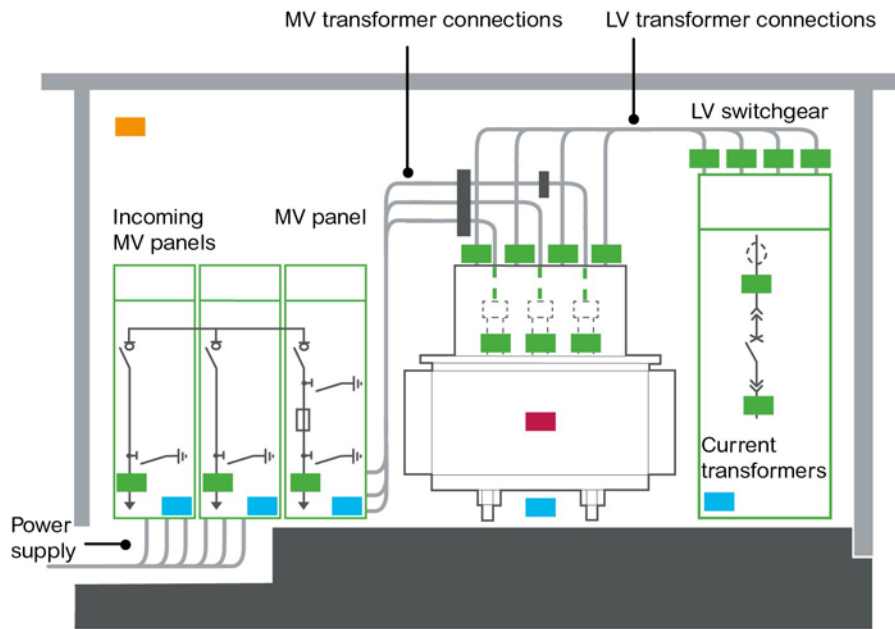 MV transformer connections
LV transformer connections
LV switchgear
Incoming
MV panels
MV panel
Current
transformers
Power
supply